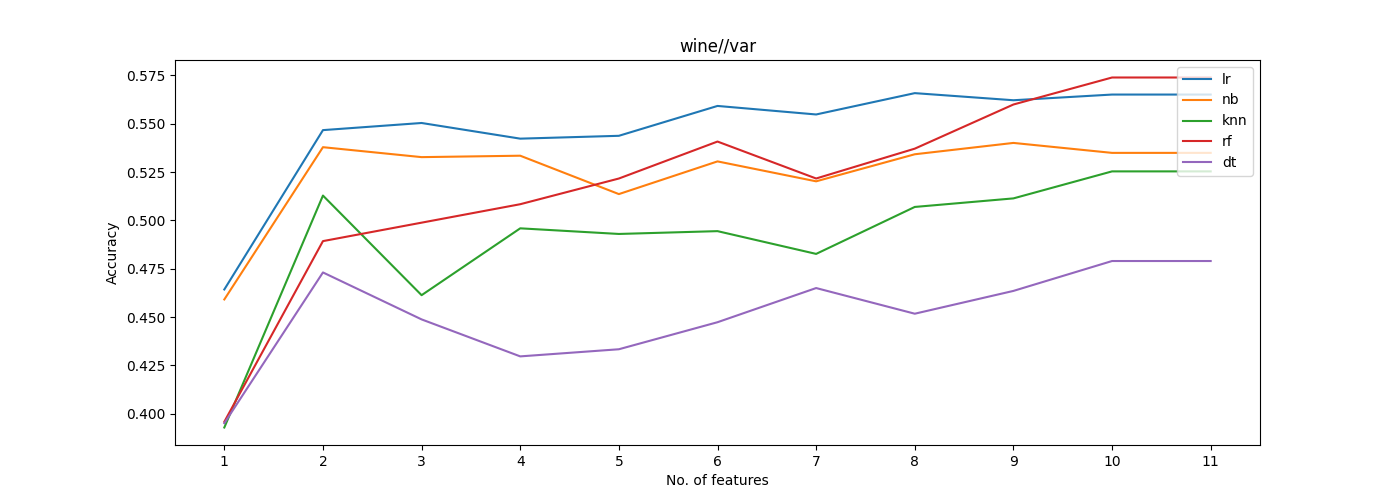 wine//var
Accuracy
0.575
0.550
0.525
0.500
0.475
0.450
0.425
0.400
lr
nb
knn
rf
dt
1 2 3 4 5 6 7 8 9 10 11
No. of features